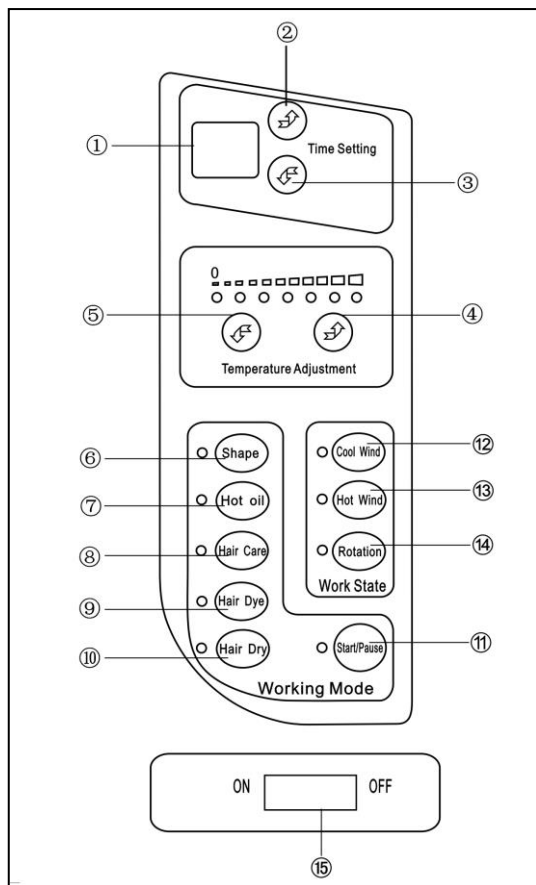 ②
①
Time Setting
③
0
⑤
④
Temperature Adjustment
⑥
Shape
Cool Wind
⑫
⑦
Hot oil
Hot Wind
⑬
⑧
Hair Care
Rotation
⑭
Work State
⑨
Hair Dye
⑩
Hair Dry
Start/Pause
⑪
Working Mode
ON
OFF
⑮